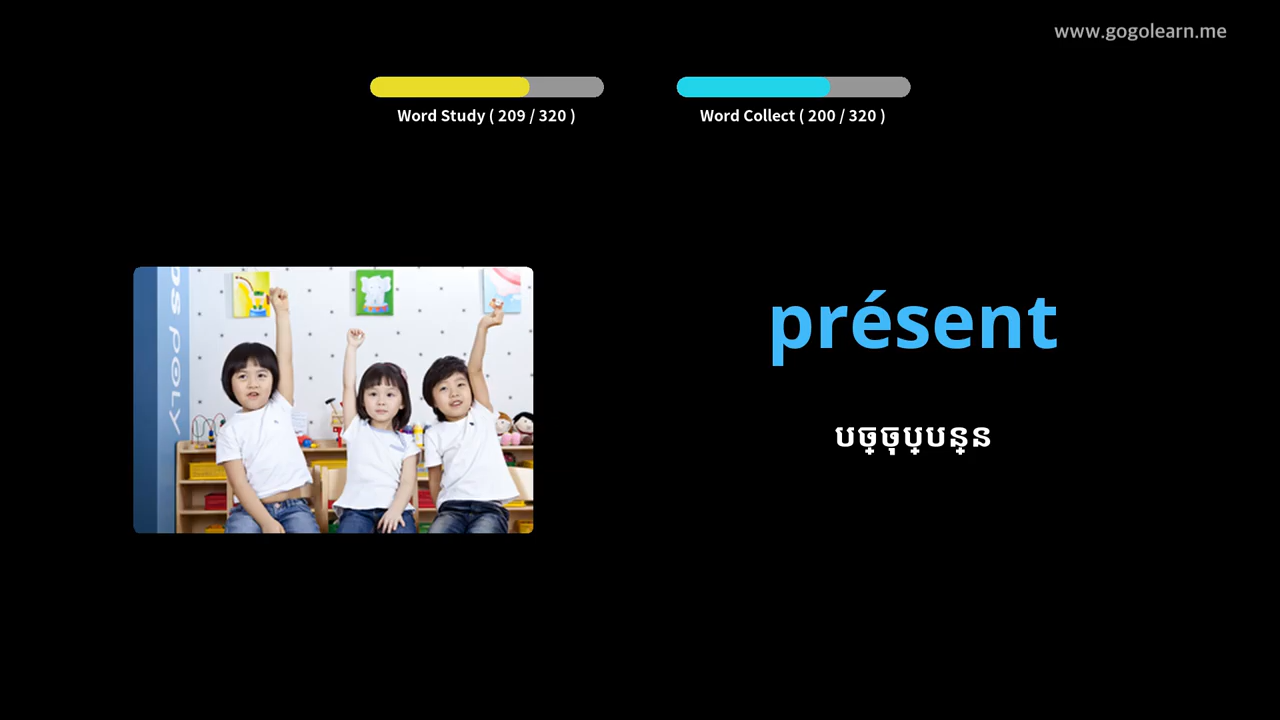 www.gogolearn.me
Word Study ( 209 / 320 )
Word Collect ( 200 / 320 )
présent
បច្ចុប្បន្ន
POLY